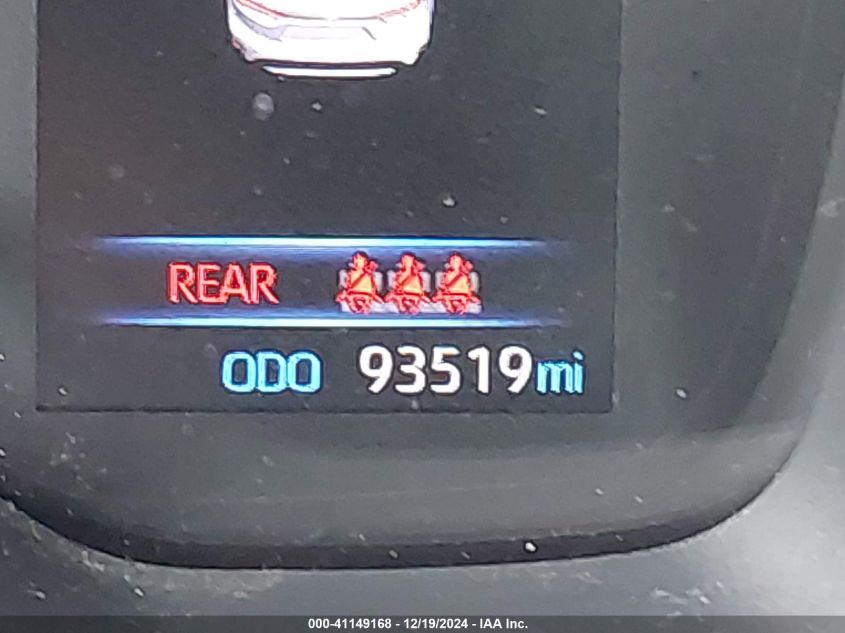 REAR
ODO 93519mi
000-41149168 - 12/19/2024 - IAA Inc.